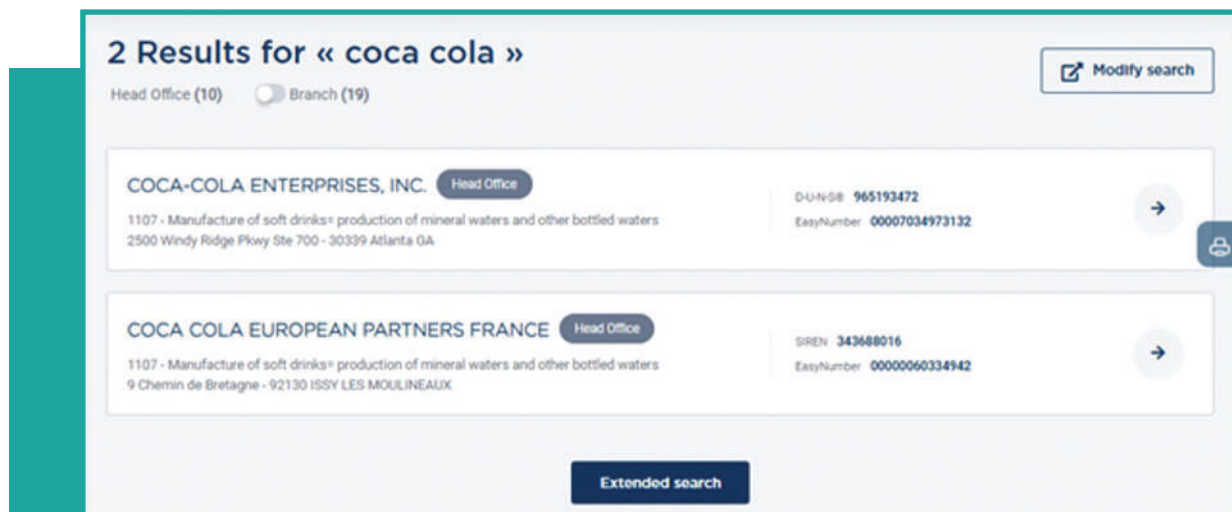 2 Results for « coca cola »
Modify search
Head Office (10) Branch (19)
COCA-COLA ENTERPRISES, INC. Head Office
1107 - Manufacture of soft drinks= production of mineral waters and other bottled waters
2500 Windy Ridge Pkwy Ste 700 - 30339 Atlanta GA
D-U-N-S® 965193472
EasyNumber 00007034973132
COCA COLA EUROPEAN PARTNERS FRANCE Head Office
1107 - Manufacture of soft drinks= production of mineral waters and other bottled waters
9 Chemin de Bretagne - 92130 ISSY LES MOULINEAUX
SIREN 343688016
EasyNumber 00000060334942
Extended search